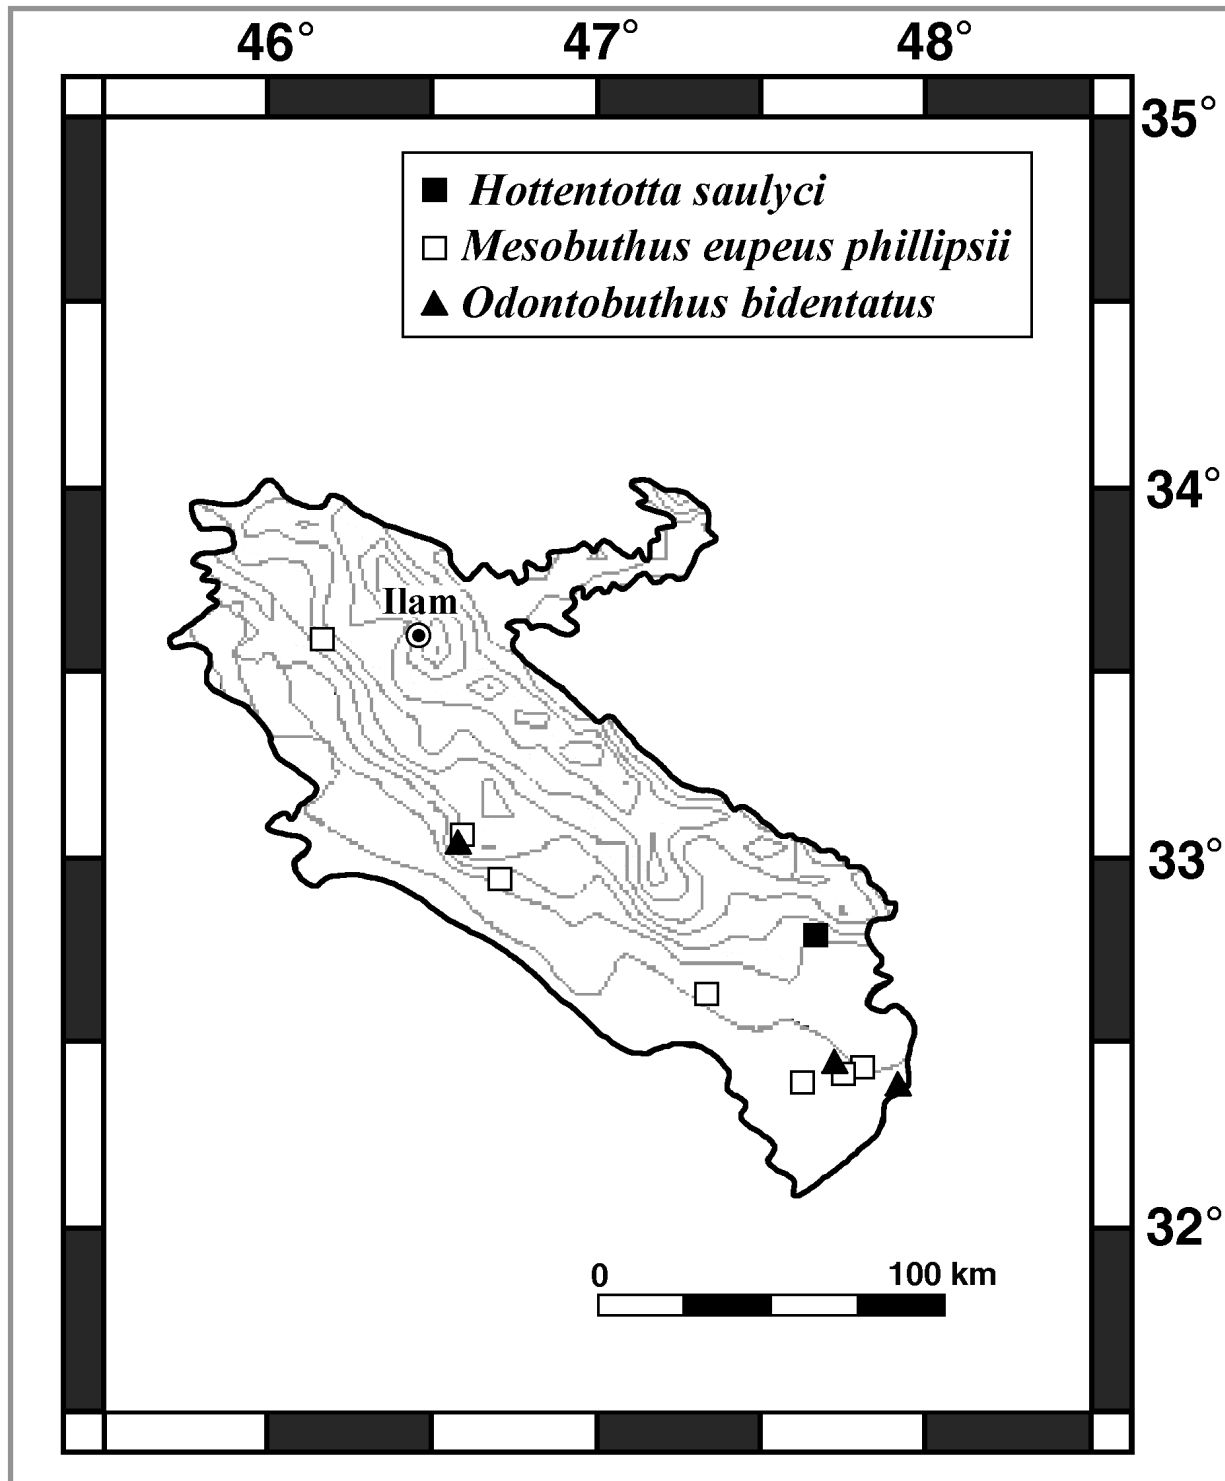 46° 47° 48°
35°
Hottentotta saulyci
Mesobuthus eupeus phillipsii
Odontobuthus bidentatus
34°
Ilam
33°
32°
0 100 km